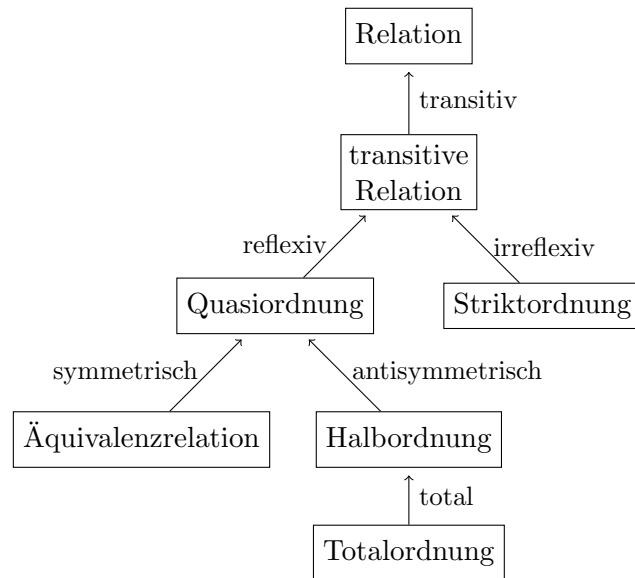 Relation
transitiv
transitive
Relation
reflexiv
irreflexiv
Quasiordnung
Striktordnung
symmetrisch
antisymmetrisch
Äquivalenzrelation
Halbordnung
total
Totalordnung